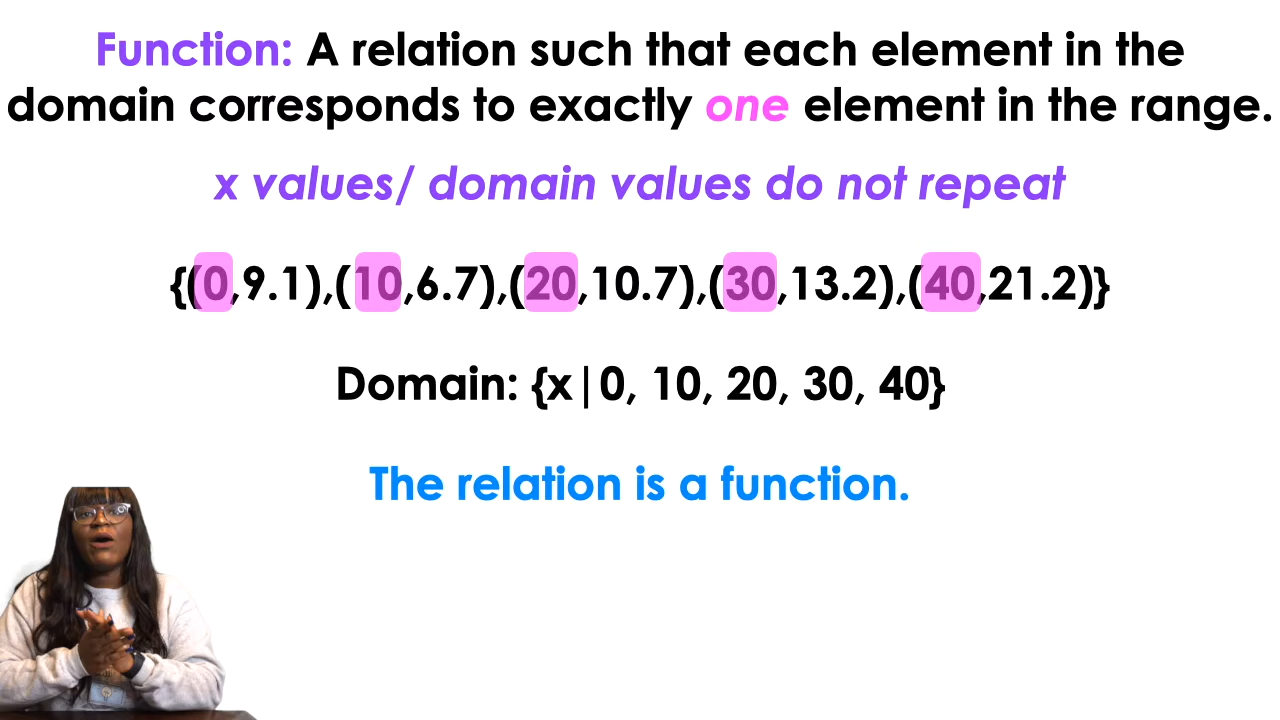 Function: A relation such that each element in the
domain corresponds to exactly one element in the range.
x values/ domain values do not repeat
{(0,9.1),(10,6.7),(20,10.7),(30,13.2),(40,21.2)}
Domain: {x|0, 10, 20, 30, 40}
The relation is a function.